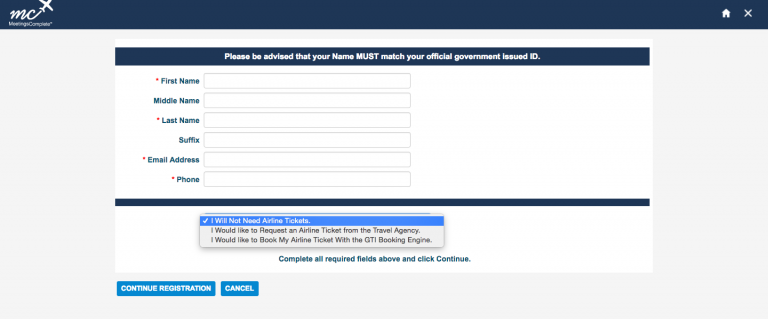 mc
MeetingsComplete®
Please be advised that your Name MUST match your official government issued ID.
* First Name
Middle Name
* Last Name
Suffix
* Email Address
* Phone
✓ I Will Not Need Airline Tickets.
I Would like to Request an Airline Ticket from the Travel Agency.
I Would like to Book My Airline Ticket With the GTI Booking Engine.
Complete all required fields above and click Continue.
CONTINUE REGISTRATION CANCEL